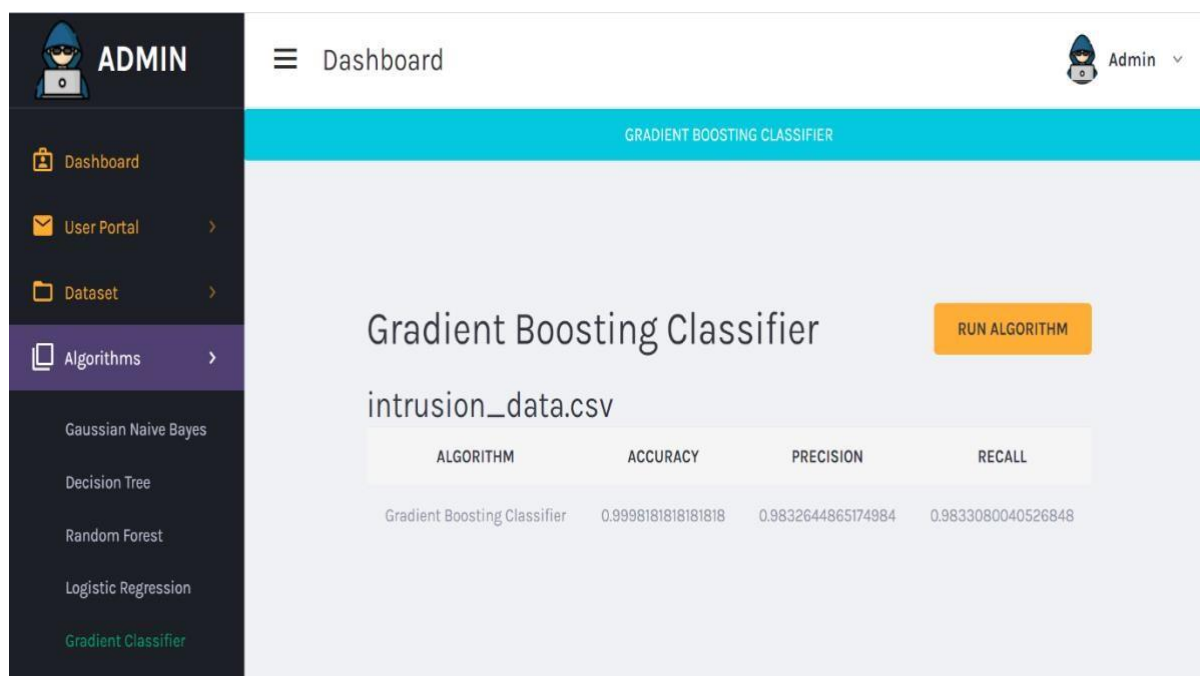 ADMIN
Dashboard
Admin
GRADIENT BOOSTING CLASSIFIER
Dashboard
User Portal
Dataset
Algorithms
Gaussian Naive Bayes
Decision Tree
Random Forest
Logistic Regression
Gradient Classifier
Gradient Boosting Classifier
RUN ALGORITHM
intrusion_data.csv
ALGORITHM ACCURACY PRECISION RECALL
Gradient Boosting Classifier 0.9998181818181818 0.9832644865174984 0.9833080040526848